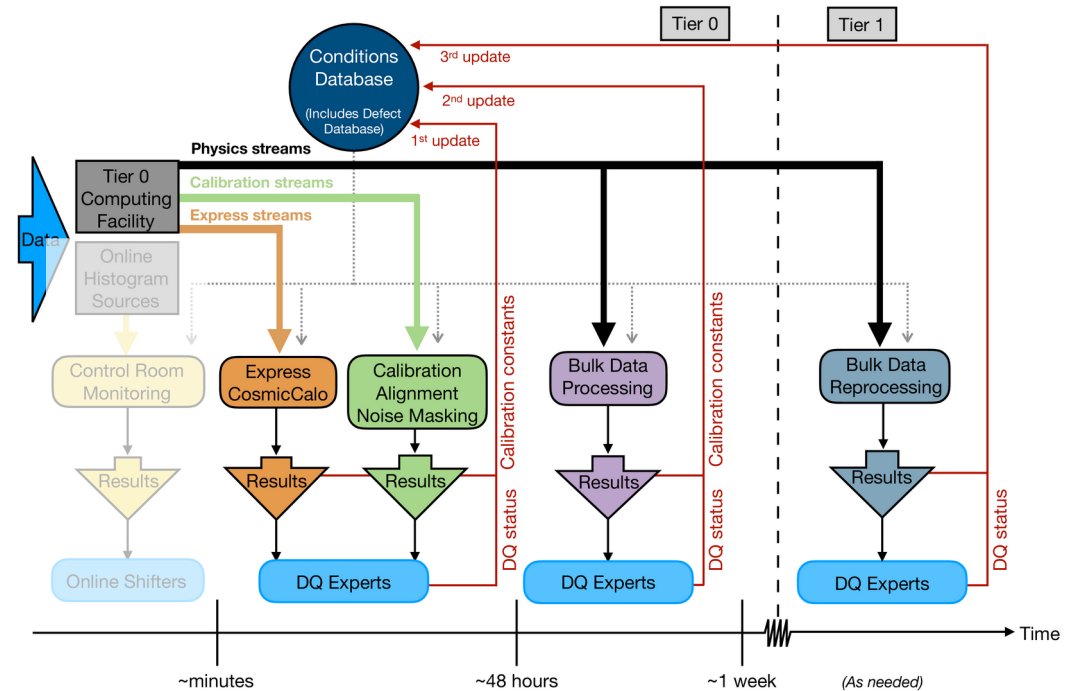 Tier 0
Tier 1
Conditions
Database
(Includes Defect
Database)
3rd update
2nd update
1st update
Physics streams
Calibration streams
Express streams
Data
Tier 0
Computing
Facility
Online
Histogram
Sources
Control Room
Monitoring
Express
CosmicCalo
Calibration
Alignment
Noise Masking
Bulk Data
Processing
Bulk Data
Reprocessing
Calibration constants
Calibration constants
Results
Results
Results
Results
Results
DQ status
DQ status
DQ status
Online Shifters
DQ Experts
DQ Experts
DQ Experts
Time
~minutes
~48 hours
~1 week
(As needed)